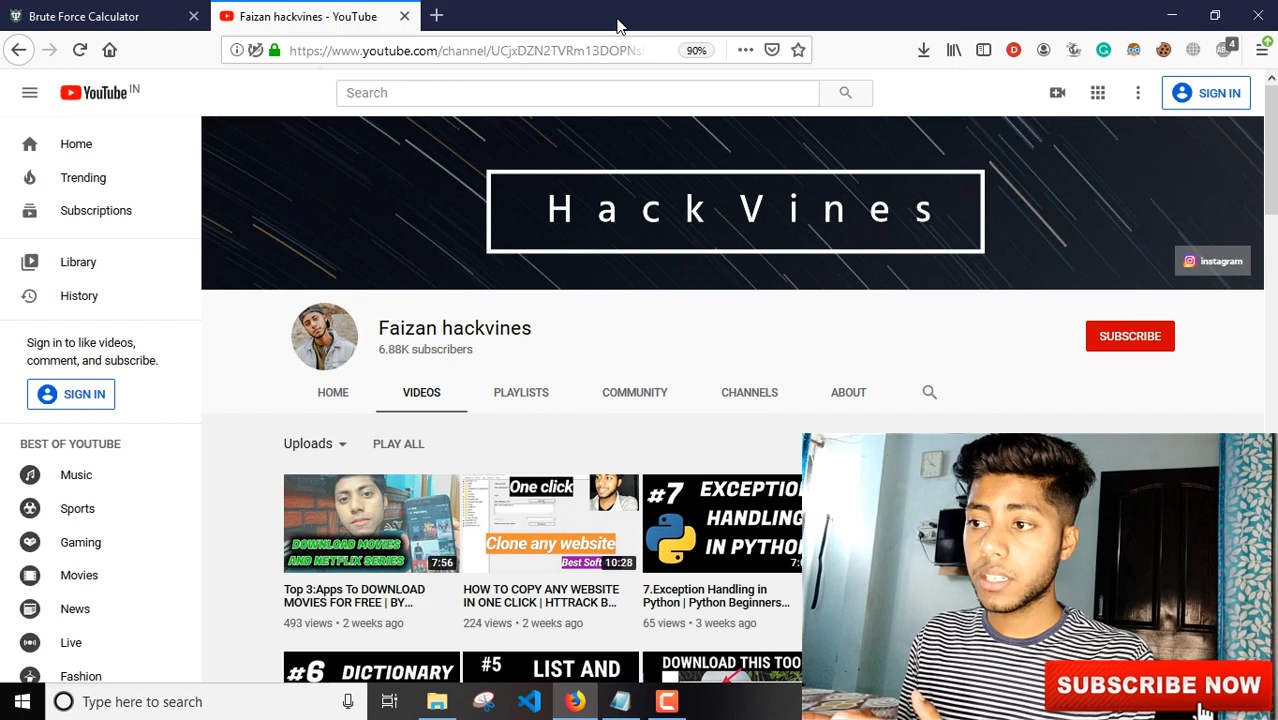 Brute Force Calculator
Faizan hackvines - YouTube
https://www.youtube.com/channel/UCjxDZN2TVRm13DOPNs
90%
4
YouTube IN
Search
SIGN IN
Home
Trending
Subscriptions
Library
History
Sign in to like videos,
comment, and subscribe.
SIGN IN
BEST OF YOUTUBE
Music
Sports
Gaming
Movies
News
Live
Fashion
Hack Vines
instagram
Faizan hackvines
6.88K subscribers
SUBSCRIBE
HOME
VIDEOS
PLAYLISTS
COMMUNITY
CHANNELS
ABOUT
Uploads
PLAY ALL
DOWNLOAD MOVIES
AND NETFLIX SERIES
7:56
Top 3:Apps To DOWNLOAD
MOVIES FOR FREE | BY...
493 views • 2 weeks ago
One click
Clone any website
Best Soft
10:28
HOW TO COPY ANY WEBSITE
IN ONE CLICK | HTTRACK B...
224 views • 2 weeks ago
#7 EXCEPTION
HANDLING
IN PYTHON
7.Exception Handling in
Python | Python Beginners...
65 views • 3 weeks ago
#6 DICTIONARY
#5 LIST AND
DOWNLOAD THIS TOO
SUBSCRIBE NOW
Type here to search